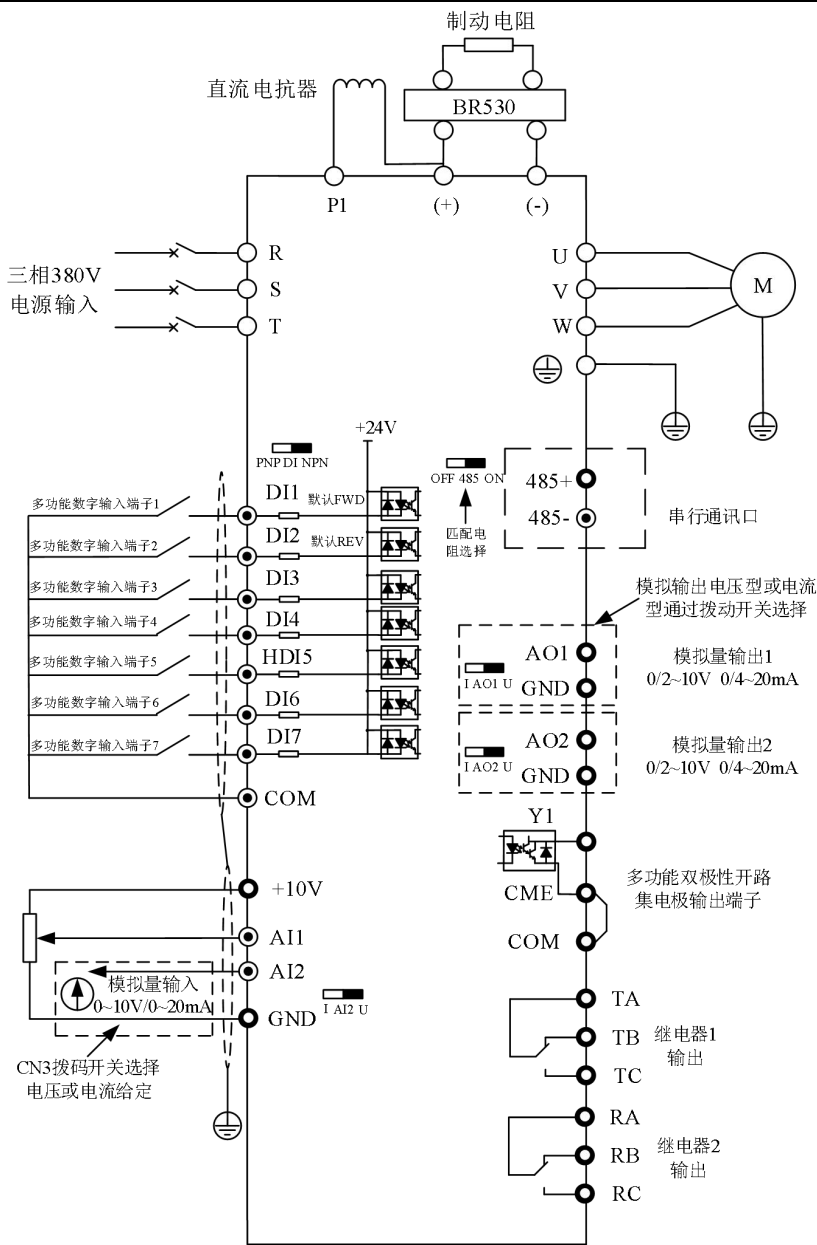 制动电阻
直流电抗器
BR530
P1
(+)
(-)
三相380V
电源输入
R
S
T
U
V
W
M
+24V
PNP DI NPN
OFF 485 ON
匹配电
阻选择
485+
485-
串行通讯口
多功能数字输入端子1
DI1
默认FWD
多功能数字输入端子2
DI2
默认REV
多功能数字输入端子3
DI3
多功能数字输入端子4
DI4
多功能数字输入端子5
HDI5
多功能数字输入端子6
DI6
多功能数字输入端子7
DI7
COM
模拟输出电压型或电流
型通过拨动开关选择
I AO1 U
AO1
GND
模拟量输出1
0/2~10V 0/4~20mA
I AO2 U
AO2
GND
模拟量输出2
0/2~10V 0/4~20mA
Y1
CME
COM
多功能双极性开路
集电极输出端子
+10V
AI1
AI2
GND
I AI2 U
模拟量输入
0~10V/0~20mA
CN3拨码开关选择
电压或电流给定
TA
TB
TC
继电器1
输出
RA
RB
RC
继电器2
输出